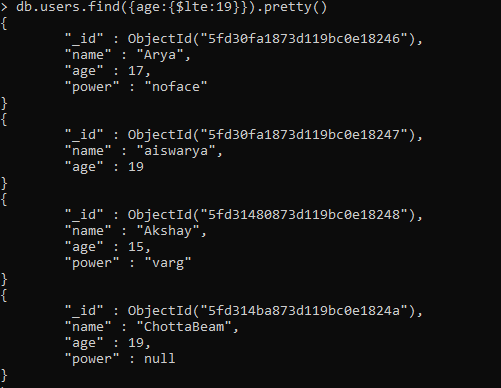 > db.users.find({age:{$lte:19}}).pretty()
{
        "_id" : ObjectId("5fd30fa1873d119bc0e18246"),
        "name" : "Arya",
        "age" : 17,
        "power" : "noface"
}
{
        "_id" : ObjectId("5fd30fa1873d119bc0e18247"),
        "name" : "aiswarya",
        "age" : 19
}
{
        "_id" : ObjectId("5fd31480873d119bc0e18248"),
        "name" : "Akshay",
        "age" : 15,
        "power" : "varg"
}
{
        "_id" : ObjectId("5fd314ba873d119bc0e1824a"),
        "name" : "ChottaBeam",
        "age" : 19,
        "power" : null
}